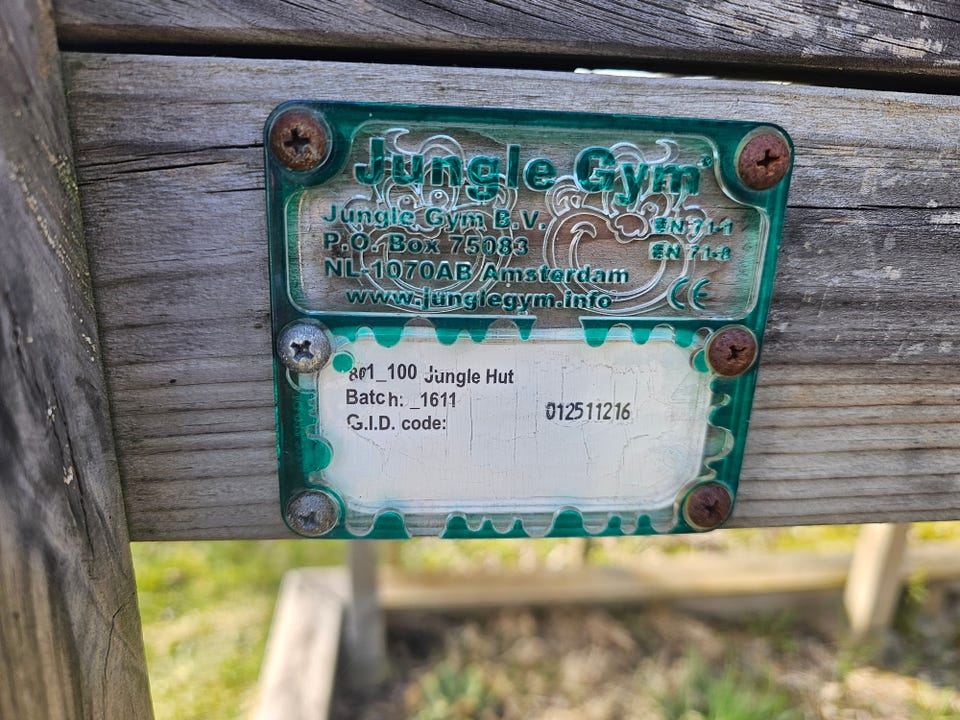 Jungle Gym®
Jungle Gym B.V.
P.O. Box 75083
NL-1070AB Amsterdam
www.junglegym.info
EN 71-1
EN 71-8
CE
801_100 Jungle Hut
Batch: _1611
G.I.D. code:
012511216